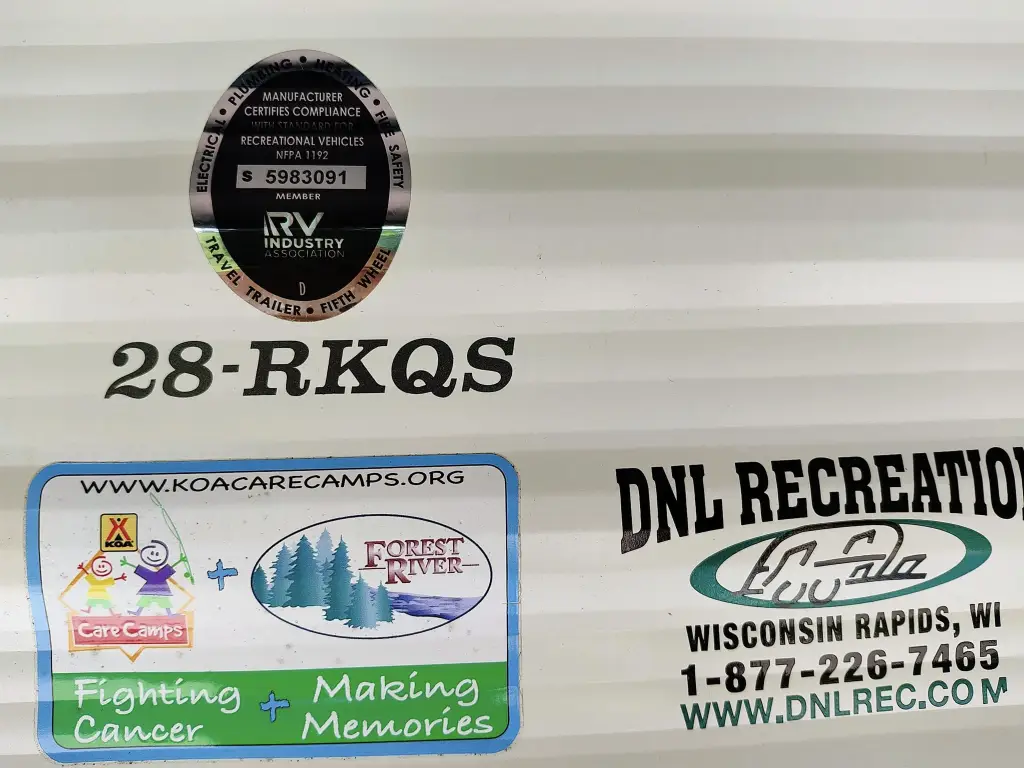 ELECTRICAL • PLUMBING • HEATING • FIRE SAFETY
MANUFACTURER
CERTIFIES COMPLIANCE
WITH STANDARD FOR
RECREATIONAL VEHICLES
NFPA 1192
S 5983091
MEMBER
RV
INDUSTRY
ASSOCIATION
D
TRAVEL TRAILER • FIFTH WHEEL
28-RKQS
WWW.KOACARECAMPS.ORG
KOA
Care Camps
+
FOREST
RIVER
Fighting
Cancer
+
Making
Memories
DNL RECREATIO
WISCONSIN RAPIDS, WI
1-877-226-7465
WWW.DNLREC.COM